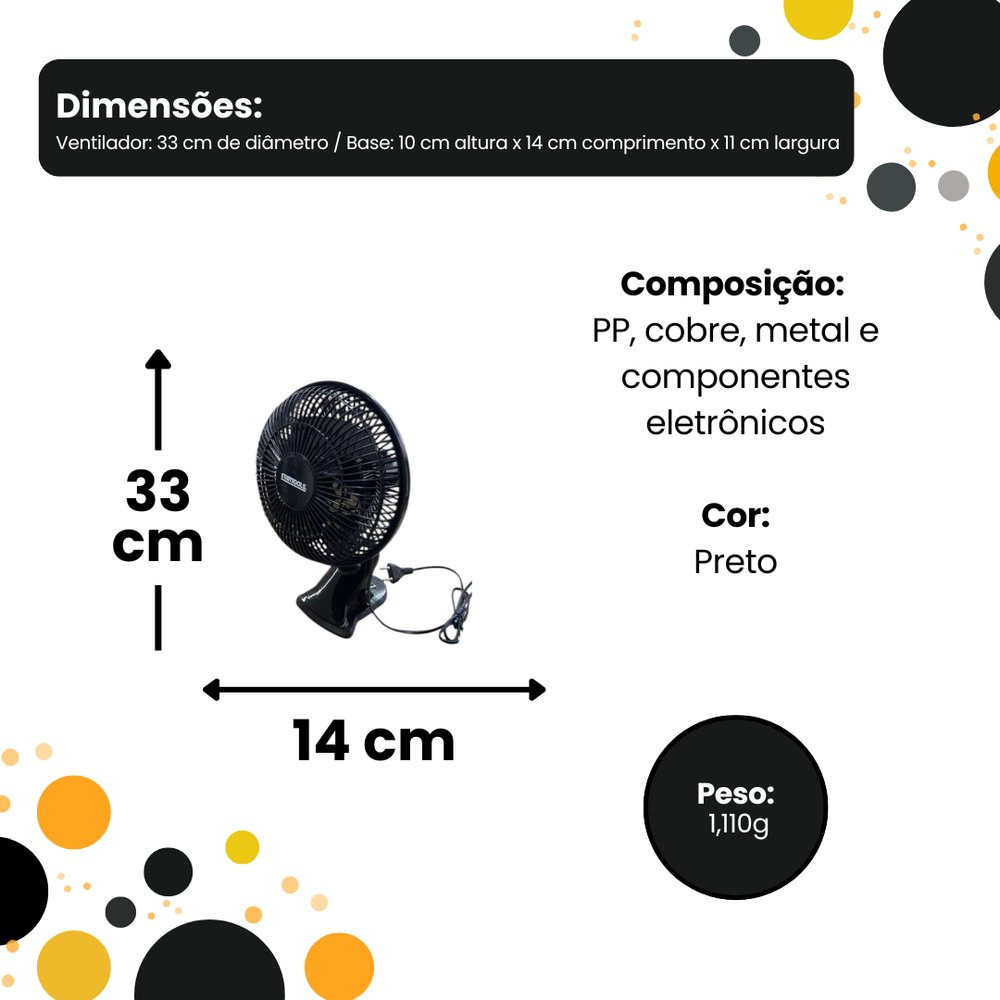 Dimensões:
Ventilador: 33 cm de diâmetro / Base: 10 cm altura x 14 cm comprimento x 11 cm largura
Composição:
PP, cobre, metal e
componentes
eletrônicos
33
cm
Cor:
Preto
14 cm
Peso:
1,110g